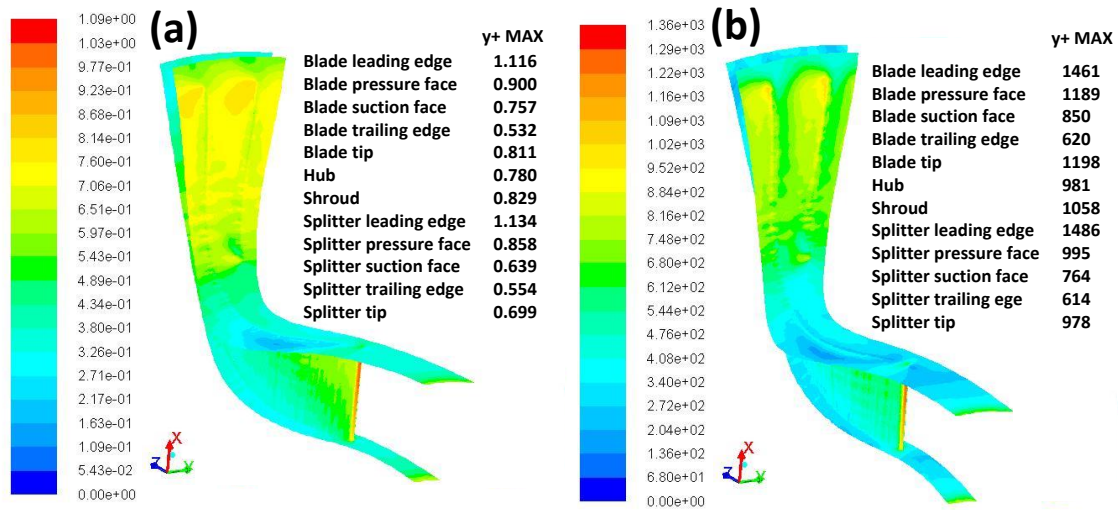 (a)
1.09e+00
1.03e+00
9.77e-01
9.23e-01
8.68e-01
8.14e-01
7.60e-01
7.06e-01
6.51e-01
5.97e-01
5.43e-01
4.89e-01
4.34e-01
3.80e-01
3.26e-01
2.71e-01
2.17e-01
1.63e-01
1.09e-01
5.43e-02
0.00e+00
y+ MAX
Blade leading edge 1.116
Blade pressure face 0.900
Blade suction face 0.757
Blade trailing edge 0.532
Blade tip 0.811
Hub 0.780
Shroud 0.829
Splitter leading edge 1.134
Splitter pressure face 0.858
Splitter suction face 0.639
Splitter trailing edge 0.554
Splitter tip 0.699
X
Y
Z
(b)
1.36e+03
1.29e+03
1.22e+03
1.16e+03
1.09e+03
1.02e+03
9.52e+02
8.84e+02
8.16e+02
7.48e+02
6.80e+02
6.12e+02
5.44e+02
4.76e+02
4.08e+02
3.40e+02
2.72e+02
2.04e+02
1.36e+02
6.80e+01
0.00e+00
y+ MAX
Blade leading edge 1461
Blade pressure face 1189
Blade suction face 850
Blade trailing edge 620
Blade tip 1198
Hub 981
Shroud 1058
Splitter leading edge 1486
Splitter pressure face 995
Splitter suction face 764
Splitter trailing ege 614
Splitter tip 978
X
Y
Z